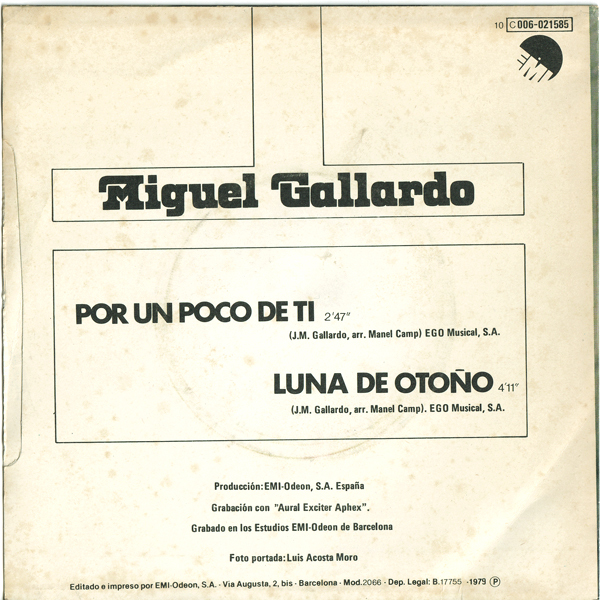 10 C 006-021585
EMI
Miguel Gallardo
POR UN POCO DE TI 2'47"
(J.M. Gallardo, arr. Manel Camp) EGO Musical, S.A.
LUNA DE OTOÑO 4'11"
(J.M. Gallardo, arr. Manel Camp). EGO Musical, S.A.
Producción: EMI-Odeon, S.A. España
Grabación con "Aural Exciter Aphex".
Grabado en los Estudios EMI-Odeon de Barcelona
Foto portada: Luis Acosta Moro
Editado e impreso por EMI-Odeon, S.A. - Via Augusta, 2, bis - Barcelona - Mod. 2066 - Dep. Legal: B.17755 - 1979 Ⓟ